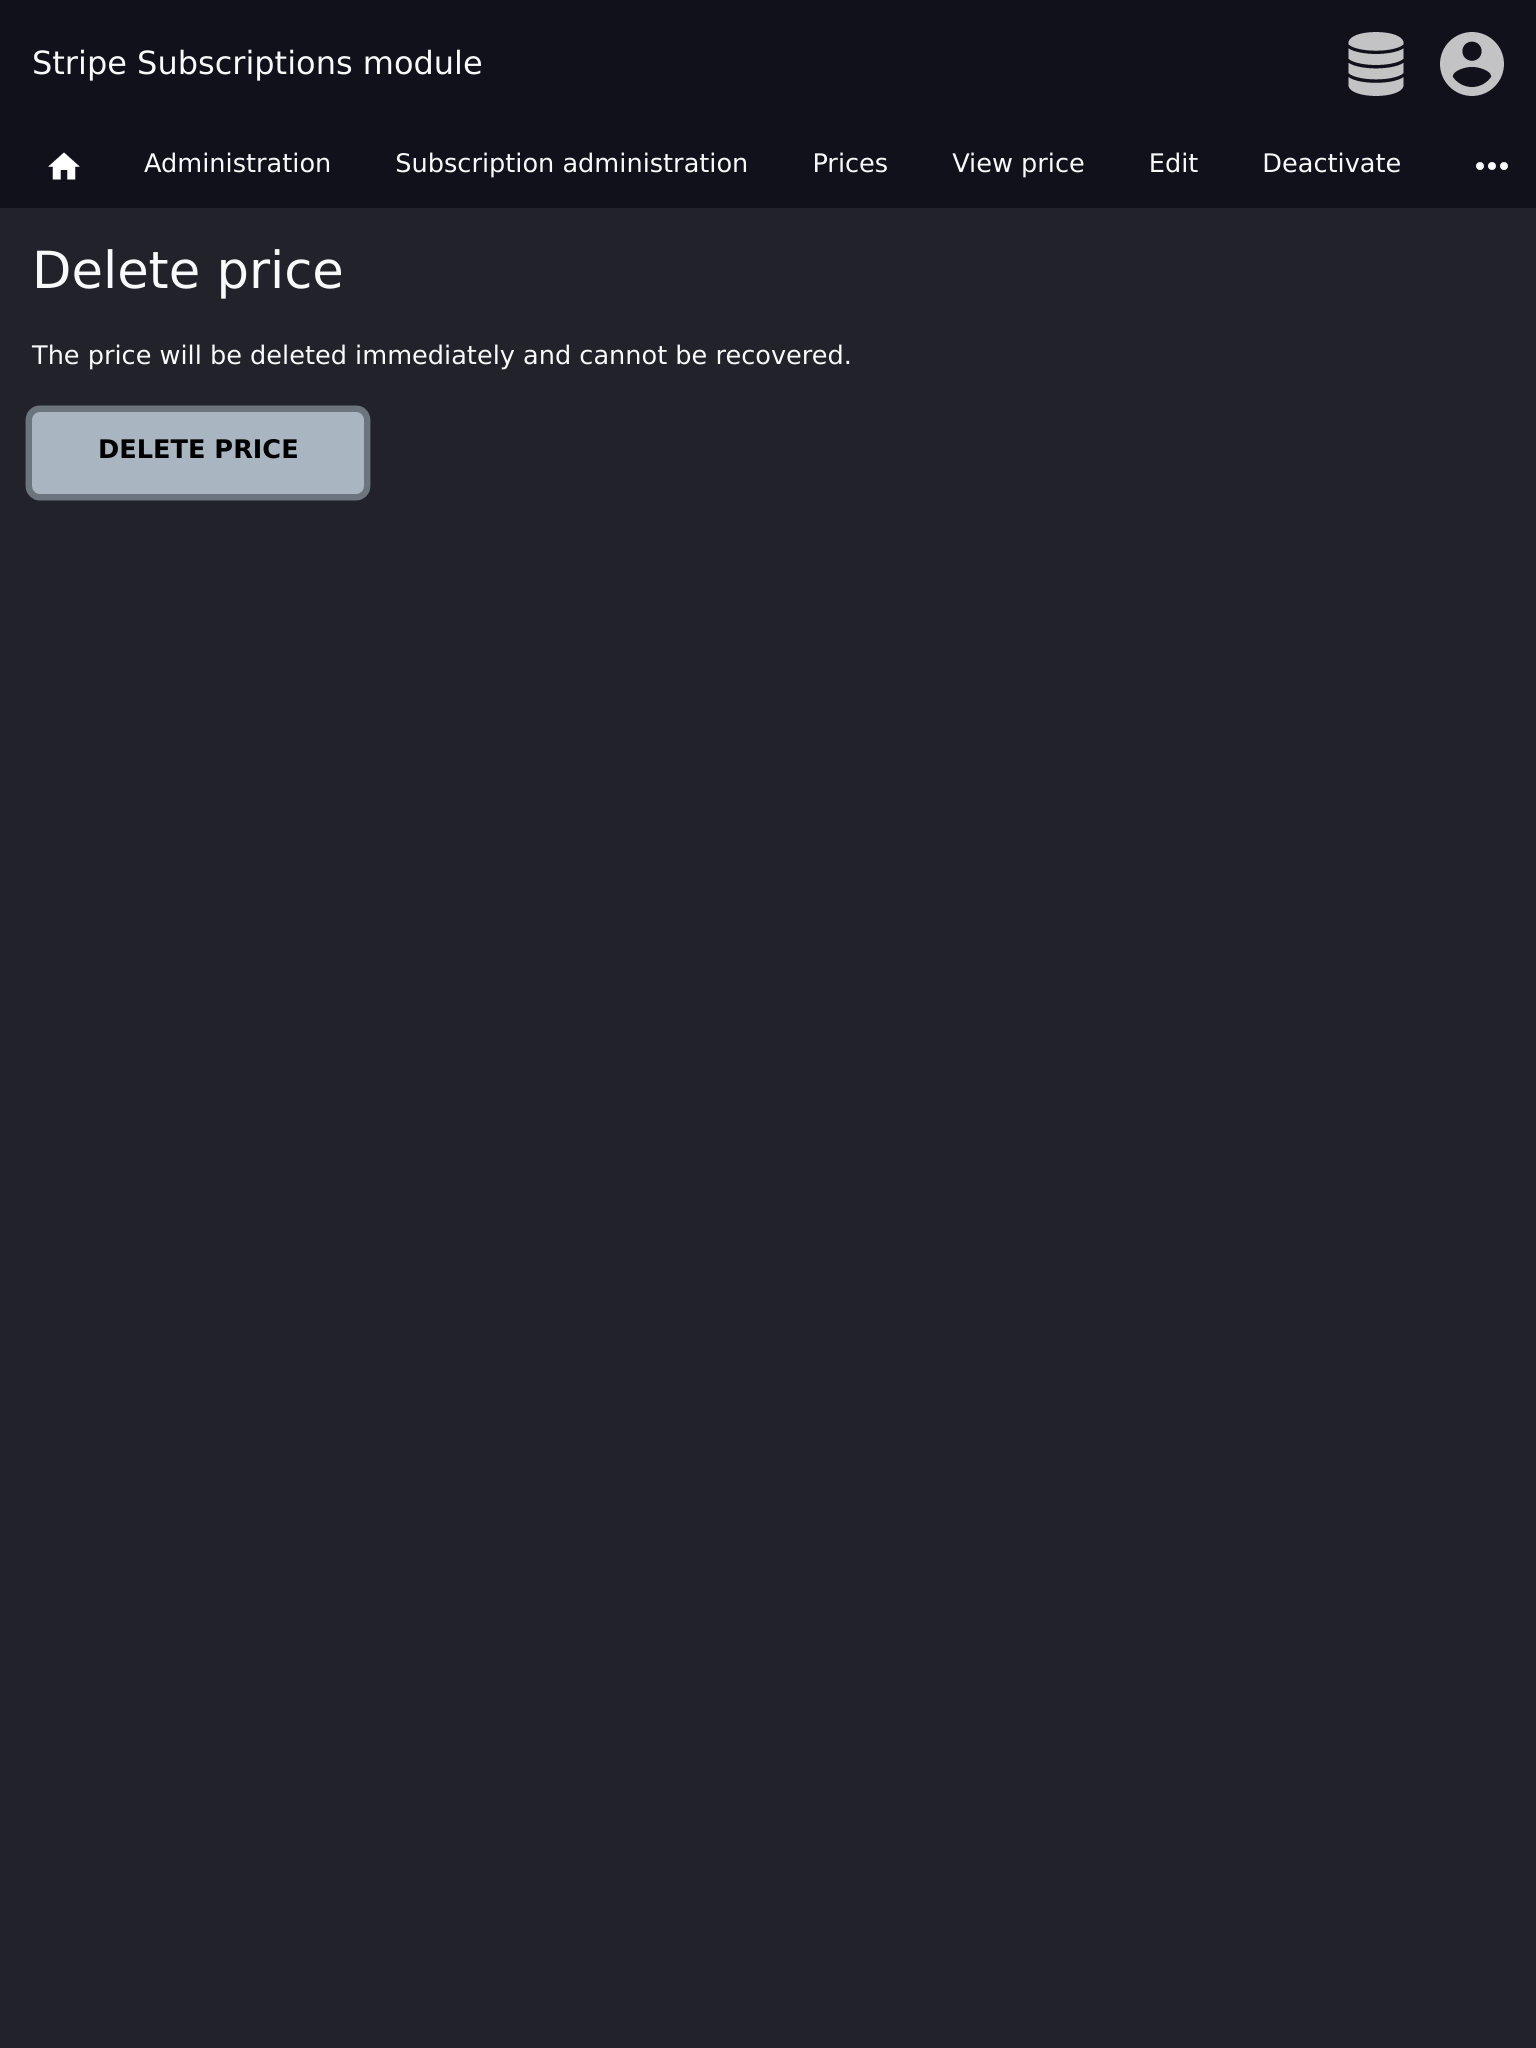 Stripe Subscriptions module
Administration Subscription administration Prices View price Edit Deactivate
Delete price
The price will be deleted immediately and cannot be recovered.
DELETE PRICE